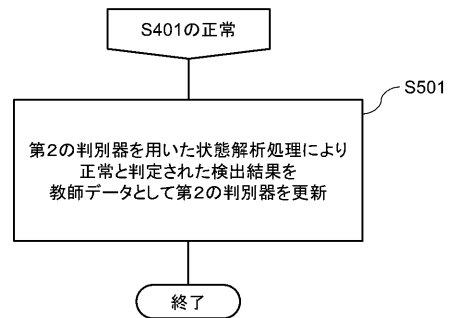 S401の正常
S501
第2の判別器を用いた状態解析処理により
正常と判定された検出結果を
教師データとして第2の判別器を更新
終了